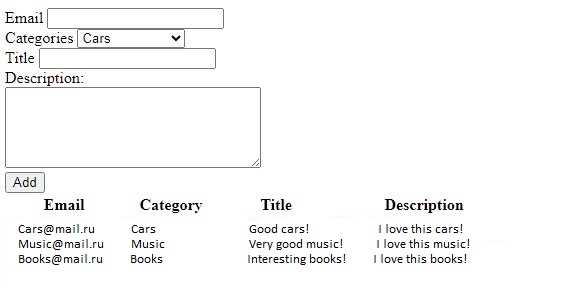 Email
Categories Cars
Title
Description:
Add
Email Category Title Description
Cars@mail.ru Cars Good cars! I love this cars!
Music@mail.ru Music Very good music! I love this music!
Books@mail.ru Books Interesting books! I love this books!